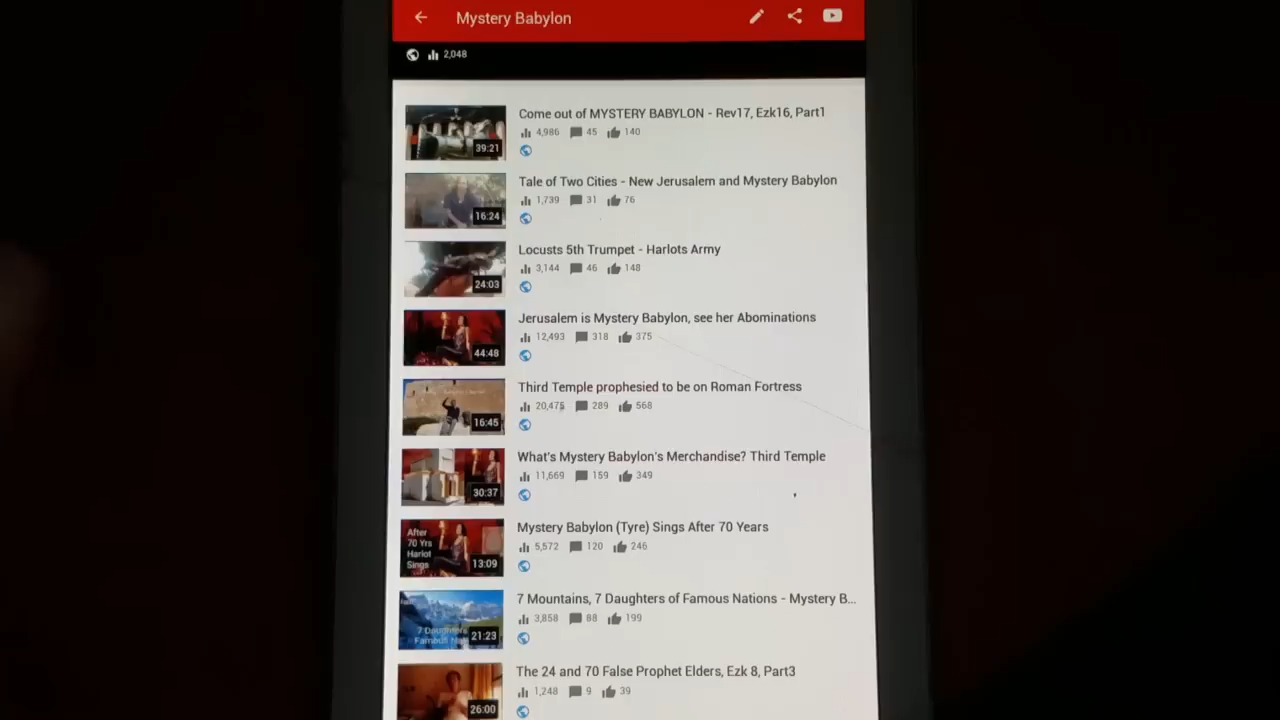 Mystery Babylon
2,048
Come out of MYSTERY BABYLON - Rev17, Ezk16, Part1
4,986 45 140
39:21
Tale of Two Cities - New Jerusalem and Mystery Babylon
1,739 31 76
16:24
Locusts 5th Trumpet - Harlots Army
3,144 46 148
24:03
Jerusalem is Mystery Babylon, see her Abominations
12,493 318 375
44:48
Third Temple prophesied to be on Roman Fortress
20,475 289 568
16:45
What's Mystery Babylon's Merchandise? Third Temple
11,669 159 349
30:37
Mystery Babylon (Tyre) Sings After 70 Years
5,572 120 246
After
70 Yrs
Harlot
Sings
13:09
7 Mountains, 7 Daughters of Famous Nations - Mystery B...
3,858 88 199
7 Daughters
Famous
21:23
The 24 and 70 False Prophet Elders, Ezk 8, Part3
1,248 9 39
26:00